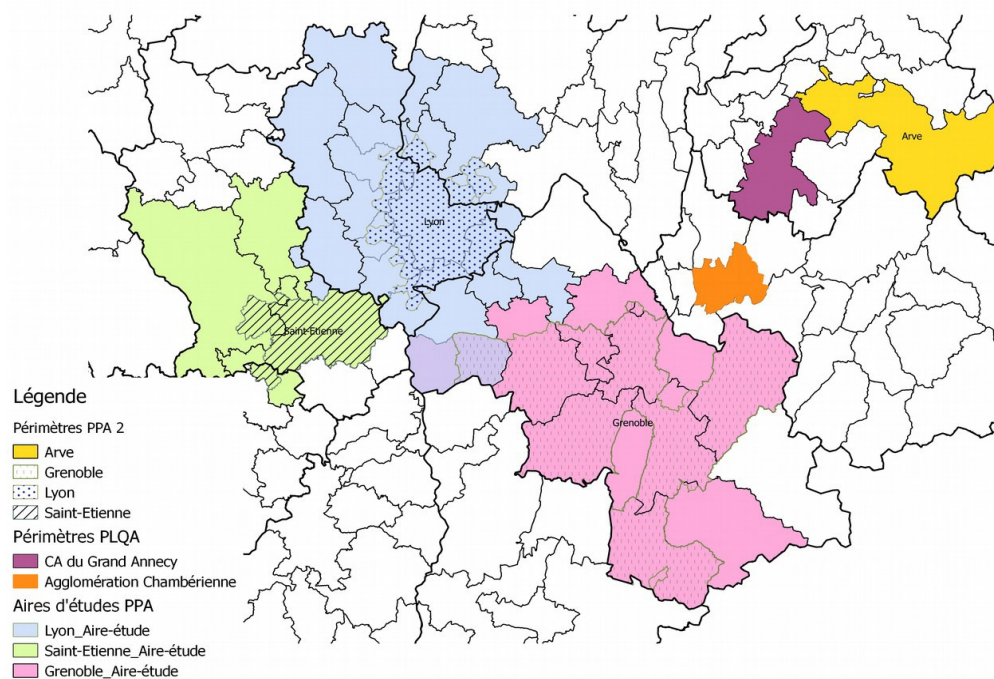 Arve
Lyon
Saint-Etienne
Grenoble
Légende
Périmètres PPA 2
Arve
Grenoble
Lyon
Saint-Etienne
Périmètres PLQA
CA du Grand Annecy
Agglomération Chambérienne
Aires d'études PPA
Lyon_Aire-étude
Saint-Etienne_Aire-étude
Grenoble_Aire-étude